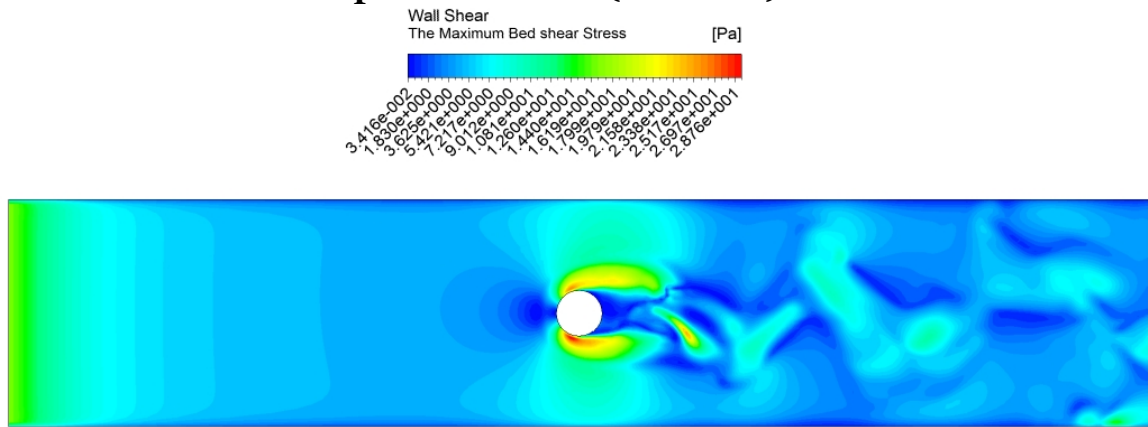 Wall Shear
The Maximum Bed shear Stress [Pa]
3.416e-002
1.830e+000
3.625e+000
5.421e+000
7.217e+000
9.012e+000
1.081e+001
1.260e+001
1.440e+001
1.619e+001
1.799e+001
1.979e+001
2.158e+001
2.338e+001
2.517e+001
2.697e+001
2.876e+001